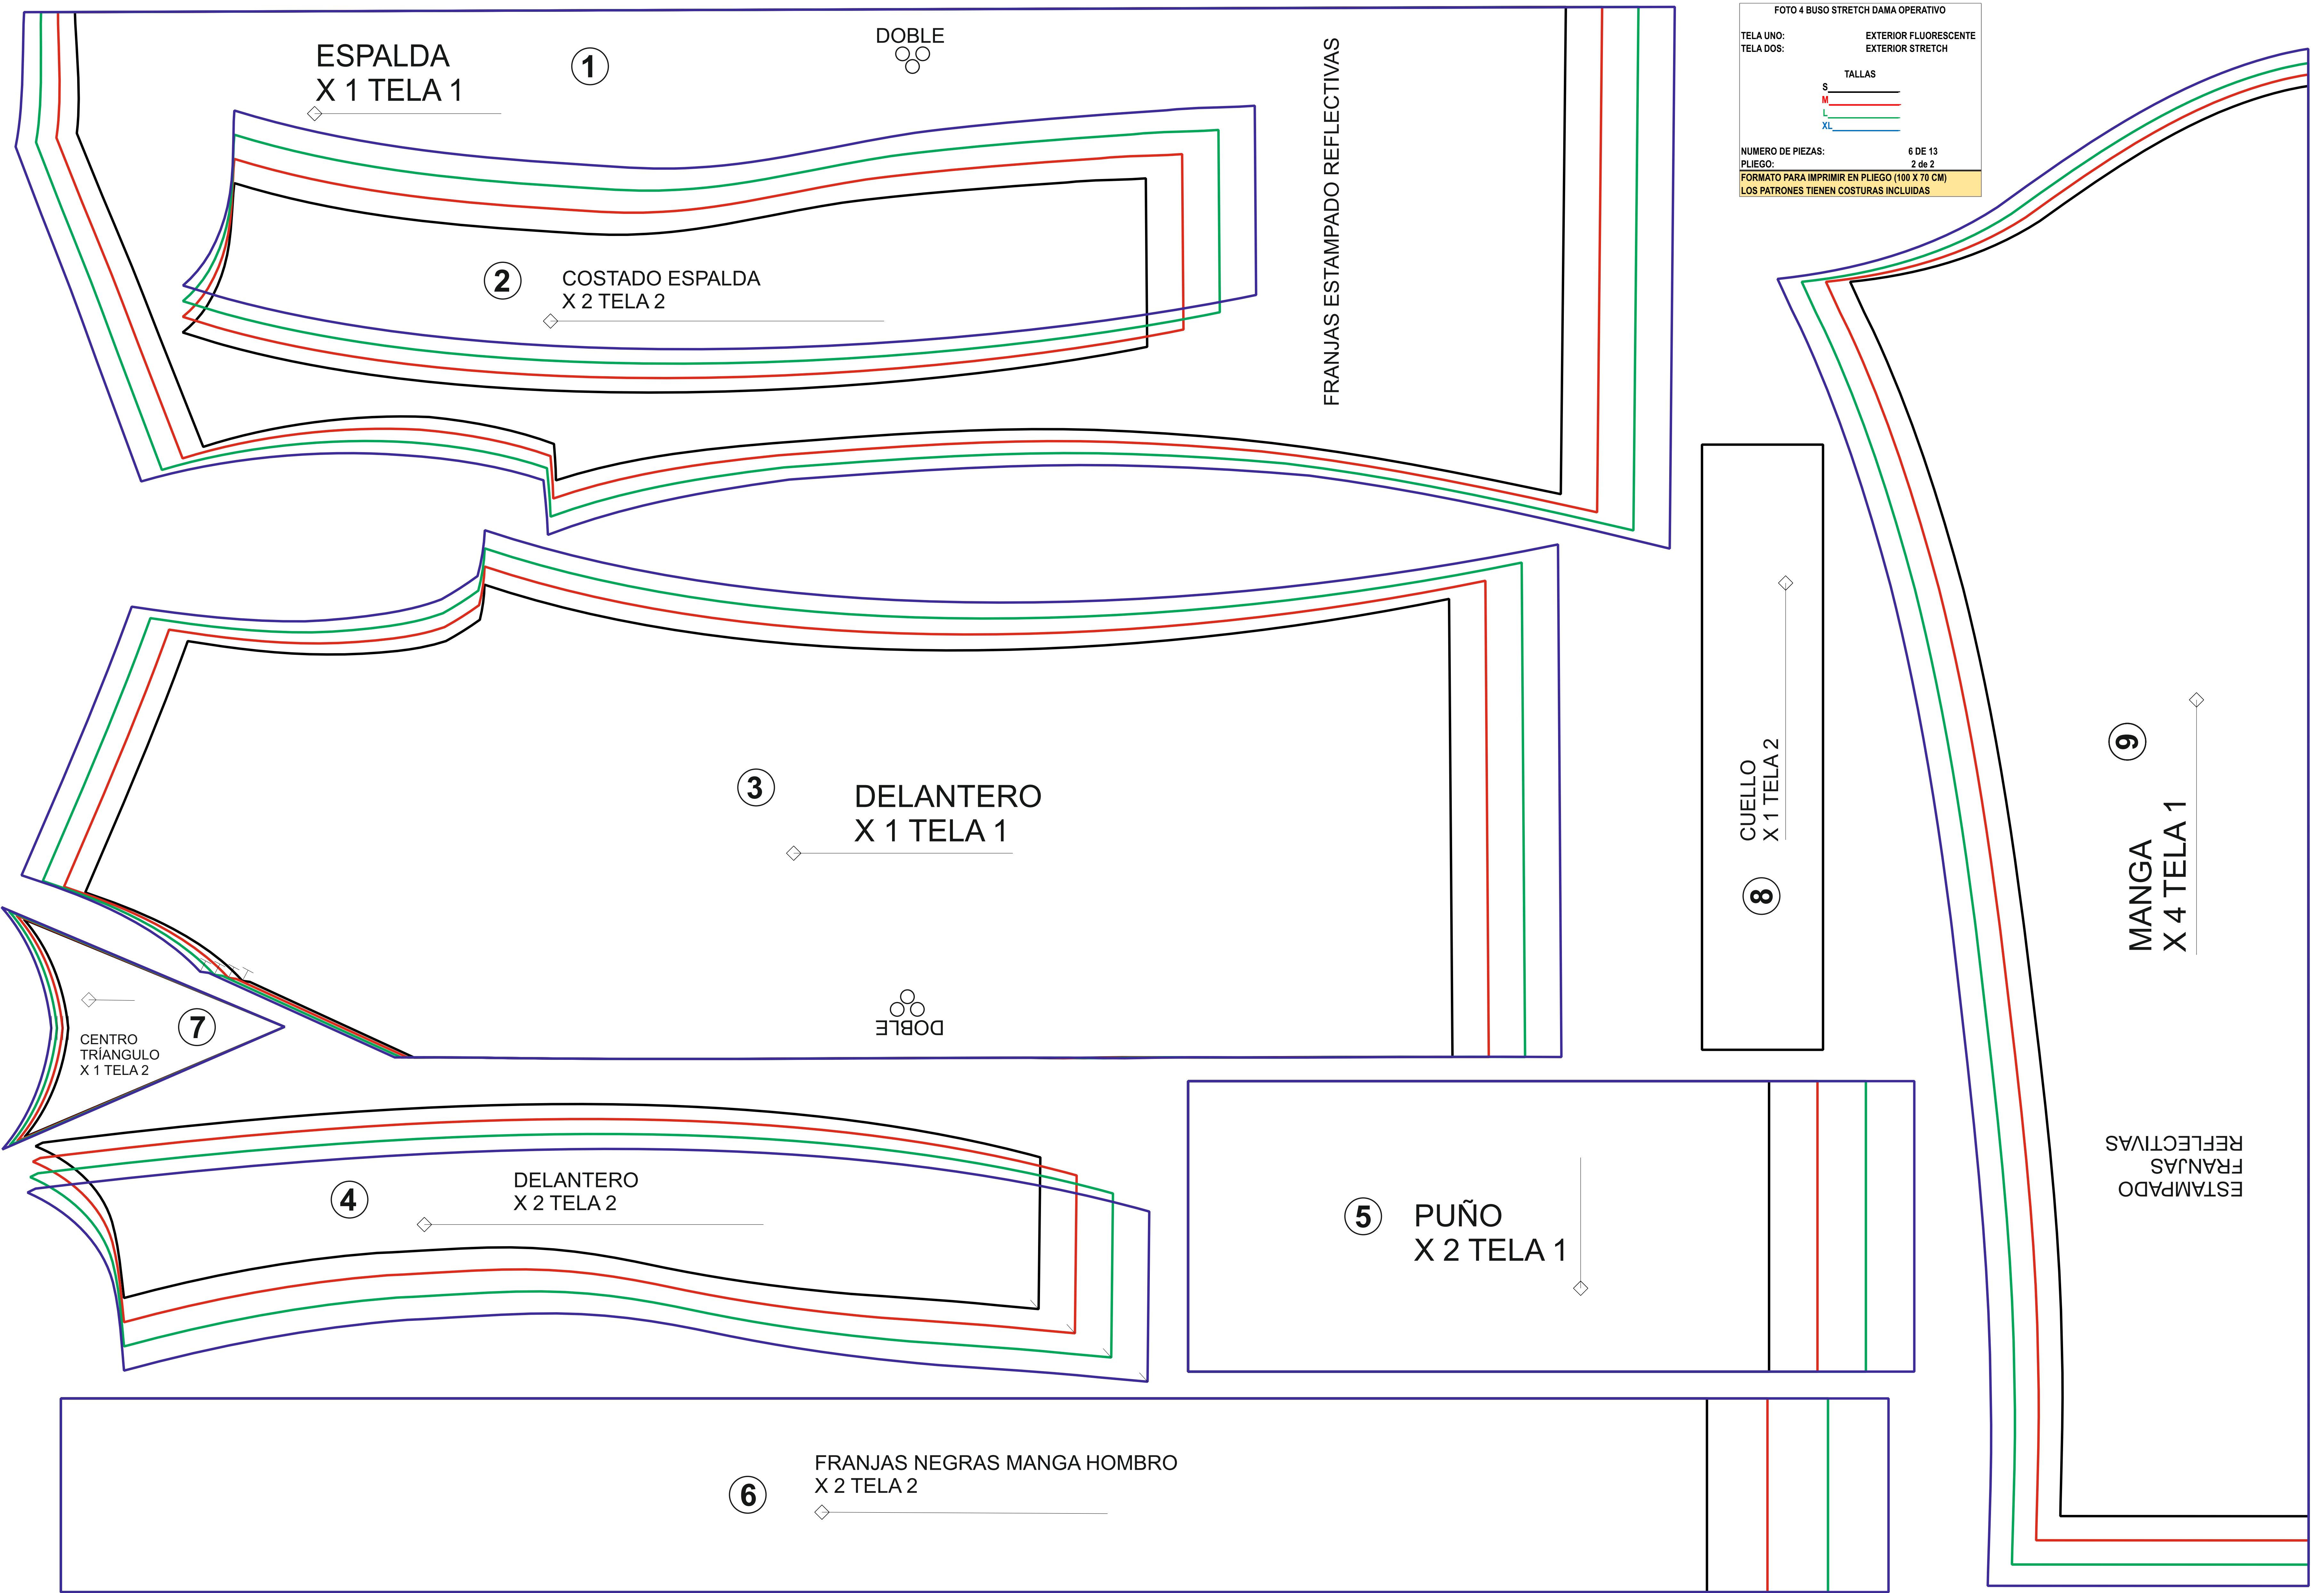 ESPALDA
X 1 TELA 1
1
DOBLE
FRANJAS ESTAMPADO REFLECTIVAS
2
COSTADO ESPALDA
X 2 TELA 2
FOTO 4 BUSO STRETCH DAMA OPERATIVO
TELA UNO: EXTERIOR FLUORESCENTE
TELA DOS: EXTERIOR STRETCH
TALLAS
S
M
L
XL
NUMERO DE PIEZAS: 6 DE 13
PLIEGO: 2 de 2
FORMATO PARA IMPRIMIR EN PLIEGO (100 X 70 CM)
LOS PATRONES TIENEN COSTURAS INCLUIDAS
3
DELANTERO
X 1 TELA 1
DOBLE
CUELLO
X 1 TELA 2
8
9
MANGA
X 4 TELA 1
ESTAMPADO
FRANJAS
REFLECTIVAS
7
CENTRO
TRÍANGULO
X 1 TELA 2
4
DELANTERO
X 2 TELA 2
5
PUÑO
X 2 TELA 1
6
FRANJAS NEGRAS MANGA HOMBRO
X 2 TELA 2